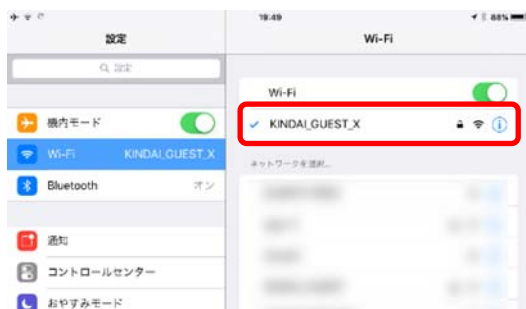 19:49
88%
設定
Wi-Fi
設定
Wi-Fi
機内モード
KINDAI_GUEST_X
Wi-Fi KINDAI_GUEST_X
ネットワークを選択...
Bluetooth オン
通知
コントロールセンター
おやすみモード